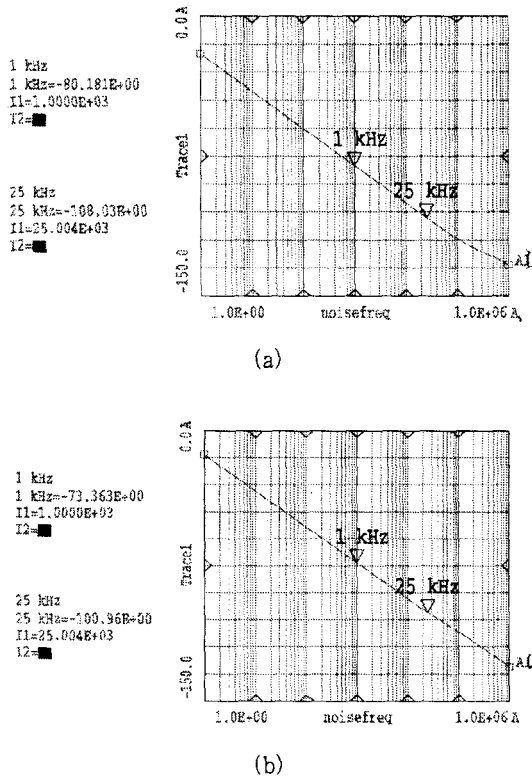 1 kHz
1 kHz=-80.181E+00
I1=1.0000E+03
I2=
25 kHz
25 kHz=-108.03E+00
I1=25.004E+03
I2=
0.0 A
Trace1
-150.0
1 kHz
25 kHz
1.0E+00 noisefreq 1.0E+06 A
(a)
1 kHz
1 kHz=-73.363E+00
I1=1.0000E+03
I2=
25 kHz
25 kHz=-100.96E+00
I1=25.004E+03
I2=
0.0 A
Trace1
-150.0
1 kHz
25 kHz
1.0E+00 noisefreq 1.0E+06 A
(b)